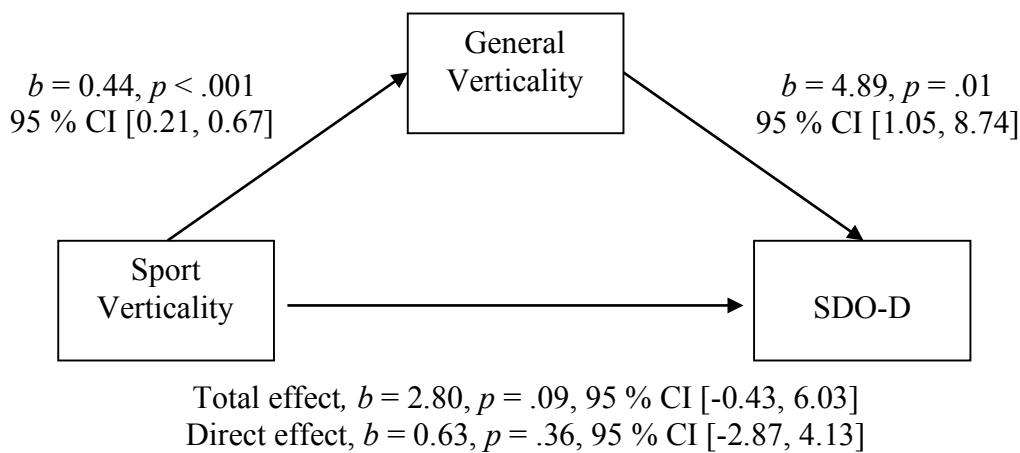 General
Verticality
b = 0.44, p < .001
95 % CI [0.21, 0.67]
b = 4.89, p = .01
95 % CI [1.05, 8.74]
Sport
Verticality
SDO-D
Total effect, b = 2.80, p = .09, 95 % CI [-0.43, 6.03]
Direct effect, b = 0.63, p = .36, 95 % CI [-2.87, 4.13]